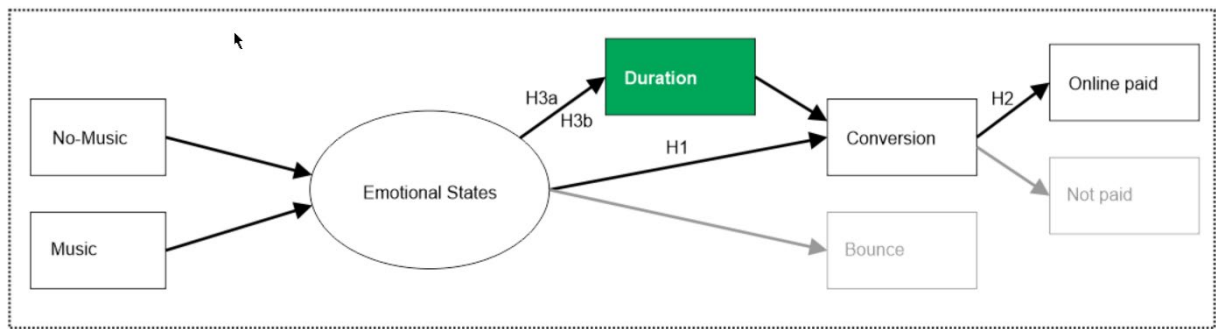 No-Music
Music
Emotional States
H3a
H3b
Duration
H1
Conversion
Bounce
H2
Online paid
Not paid